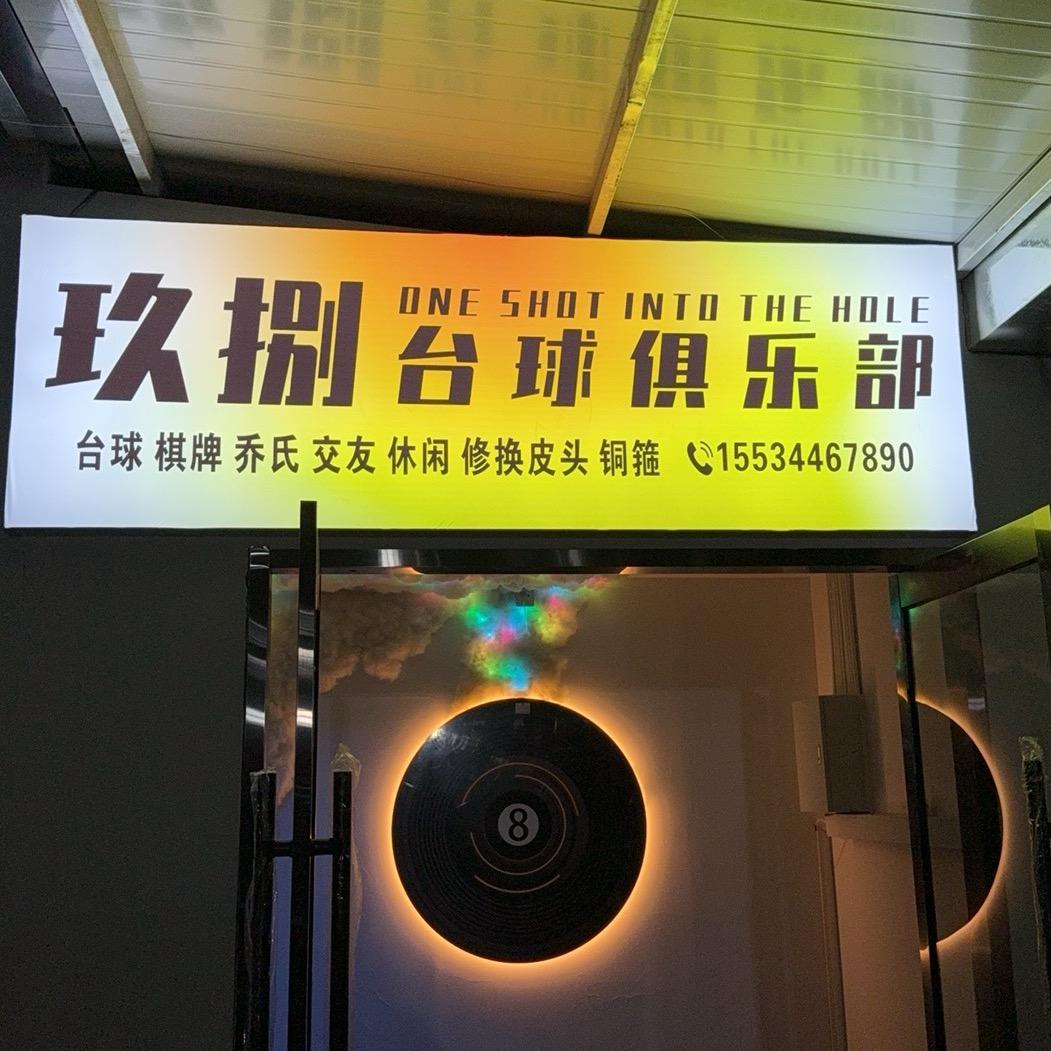 玖捌
ONE SHOT INTO THE HOLE
台球俱乐部
台球 棋牌 乔氏 交友 休闲 修换皮头 铜箍 15534467890
8